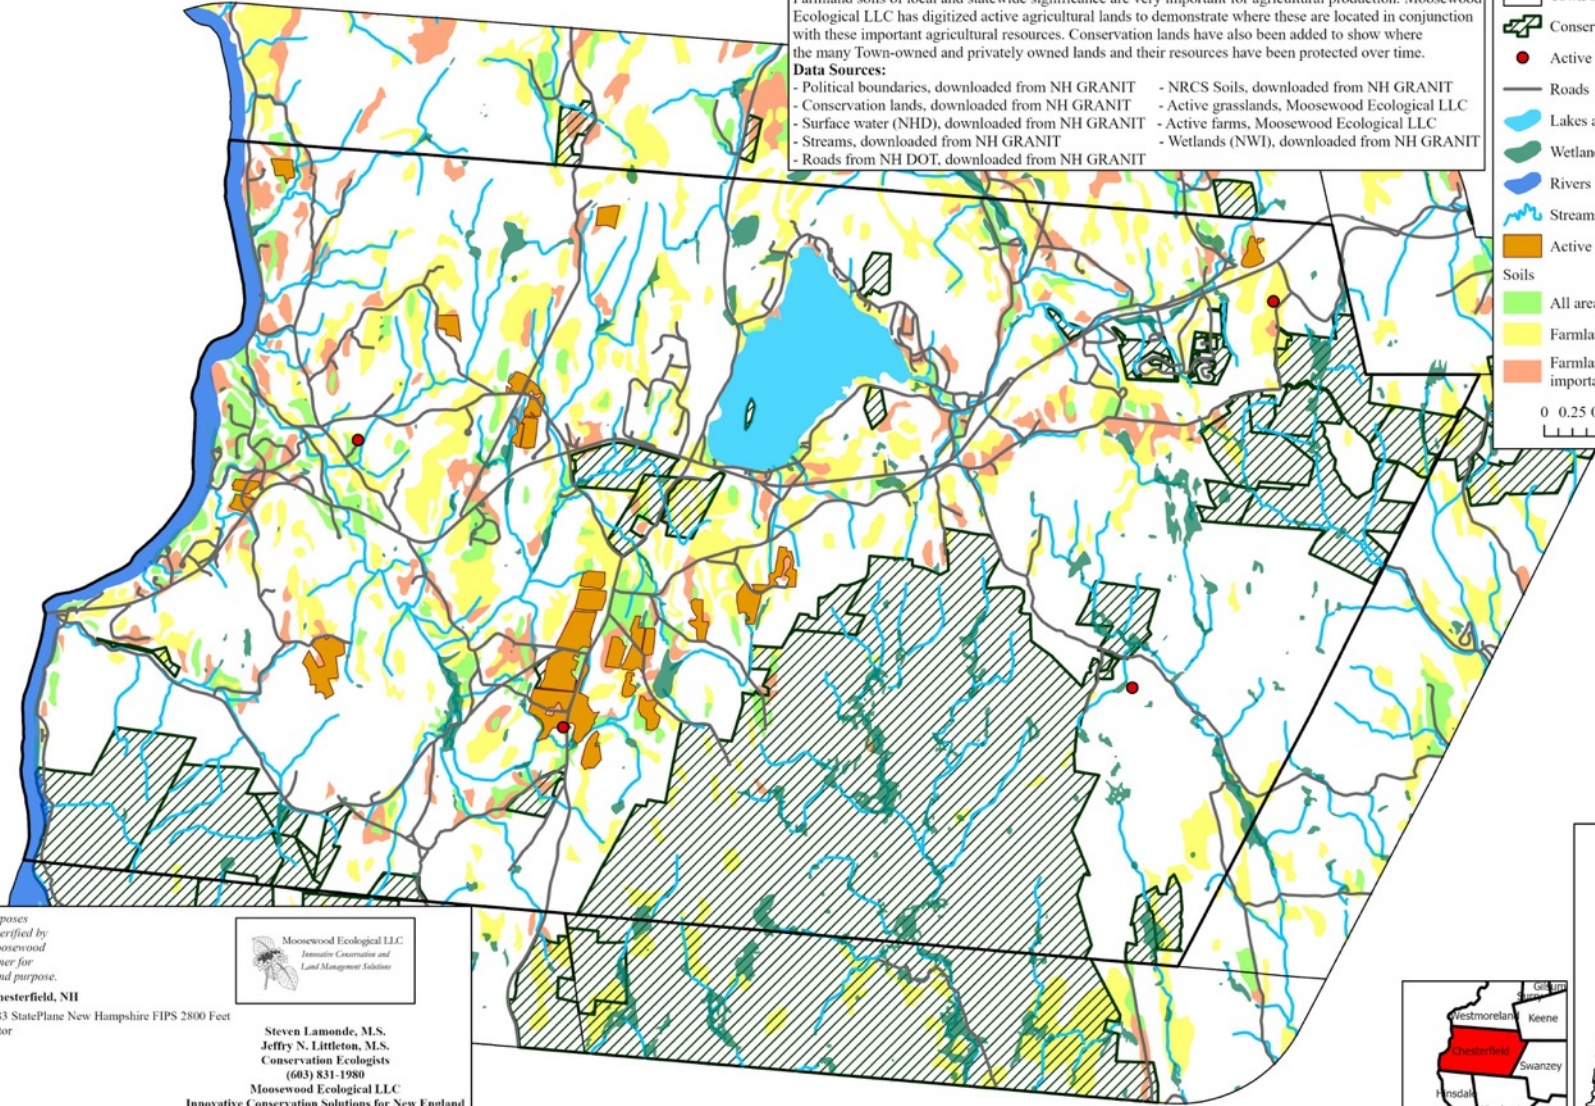 Farmland soils of local and statewide significance are very important for agricultural production. Moosewood
Ecological LLC has digitized active agricultural lands to demonstrate where these are located in conjunction
with these important agricultural resources. Conservation lands have also been added to show where
the many Town-owned and privately owned lands and their resources have been protected over time.
Data Sources:
- Political boundaries, downloaded from NH GRANIT
- Conservation lands, downloaded from NH GRANIT
- Surface water (NHD), downloaded from NH GRANIT
- Streams, downloaded from NH GRANIT
- Roads from NH DOT, downloaded from NH GRANIT
- NRCS Soils, downloaded from NH GRANIT
- Active grasslands, Moosewood Ecological LLC
- Active farms, Moosewood Ecological LLC
- Wetlands (NWI), downloaded from NH GRANIT
Conser
Active
Roads
Lakes a
Wetlan
Rivers
Stream
Active
Soils
All area
Farmla
Farmla
importa
0 0.25 0
poses
erified by
oosewood
ner for
nd purpose.
hesterfield, NH
83 StatePlane New Hampshire FIPS 2800 Feet
tor
Moosewood Ecological LLC
Innovative Conservation and
Land Management Solutions
Steven Lamonde, M.S.
Jeffry N. Littleton, M.S.
Conservation Ecologists
(603) 831-1980
Moosewood Ecological LLC
Innovative Conservation Solutions for New England
Gilsum
Surry
Westmoreland
Keene
Chesterfield
Swanzey
Hinsdale